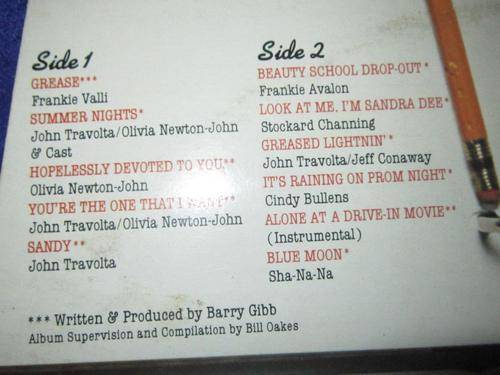 Side 1
GREASE***
Frankie Valli
SUMMER NIGHTS*
John Travolta/Olivia Newton-John
& Cast
HOPELESSLY DEVOTED TO YOU**
Olivia Newton-John
YOU'RE THE ONE THAT I WANT**
John Travolta/Olivia Newton-John
SANDY**
John Travolta
Side 2
BEAUTY SCHOOL DROP-OUT*
Frankie Avalon
LOOK AT ME, I'M SANDRA DEE*
Stockard Channing
GREASED LIGHTNIN'*
John Travolta/Jeff Conaway
IT'S RAINING ON PROM NIGHT*
Cindy Bullens
ALONE AT A DRIVE-IN MOVIE**
(Instrumental)
BLUE MOON*
Sha-Na-Na
*** Written & Produced by Barry Gibb
Album Supervision and Compilation by Bill Oakes